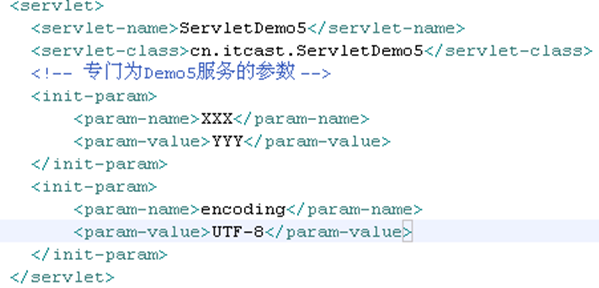 <servlet>
<servlet-name>ServletDemo5</servlet-name>
<servlet-class>cn.itcast.ServletDemo5</servlet-class>
<!-- 专门为Demo5服务的参数 -->
<init-param>
<param-name>XXX</param-name>
<param-value>YYY</param-value>
</init-param>
<init-param>
<param-name>encoding</param-name>
<param-value>UTF-8</param-value>
</init-param>
</servlet>